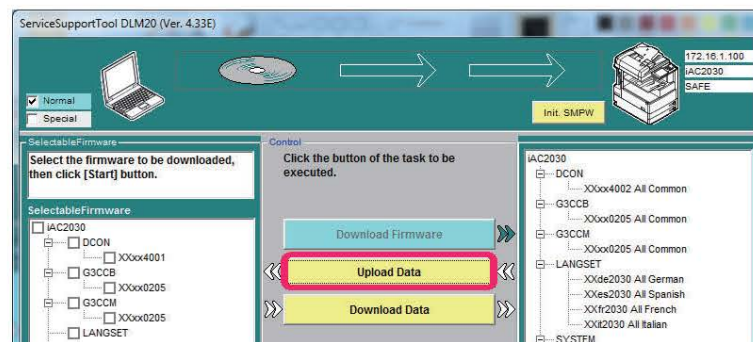 ServiceSupportTool DLM20 (Ver. 4.33E)
172.16.1.100
iAC2030
SAFE
Normal
Special
Init. SMPW
SelectableFirmware
Select the firmware to be downloaded,
then click [Start] button.
SelectableFirmware
iAC2030
DCON
XXxx4001
G3CCB
XXxx0205
G3CCM
XXxx0205
LANGSET
Control
Click the button of the task to be
executed.
Download Firmware
Upload Data
Download Data
iAC2030
DCON
XXxx4002 All Common
G3CCB
XXxx0205 All Common
G3CCM
XXxx0205 All Common
LANGSET
XXde2030 All German
XXes2030 All Spanish
XXfr2030 All French
XXit2030 All Italian
SYSTEM